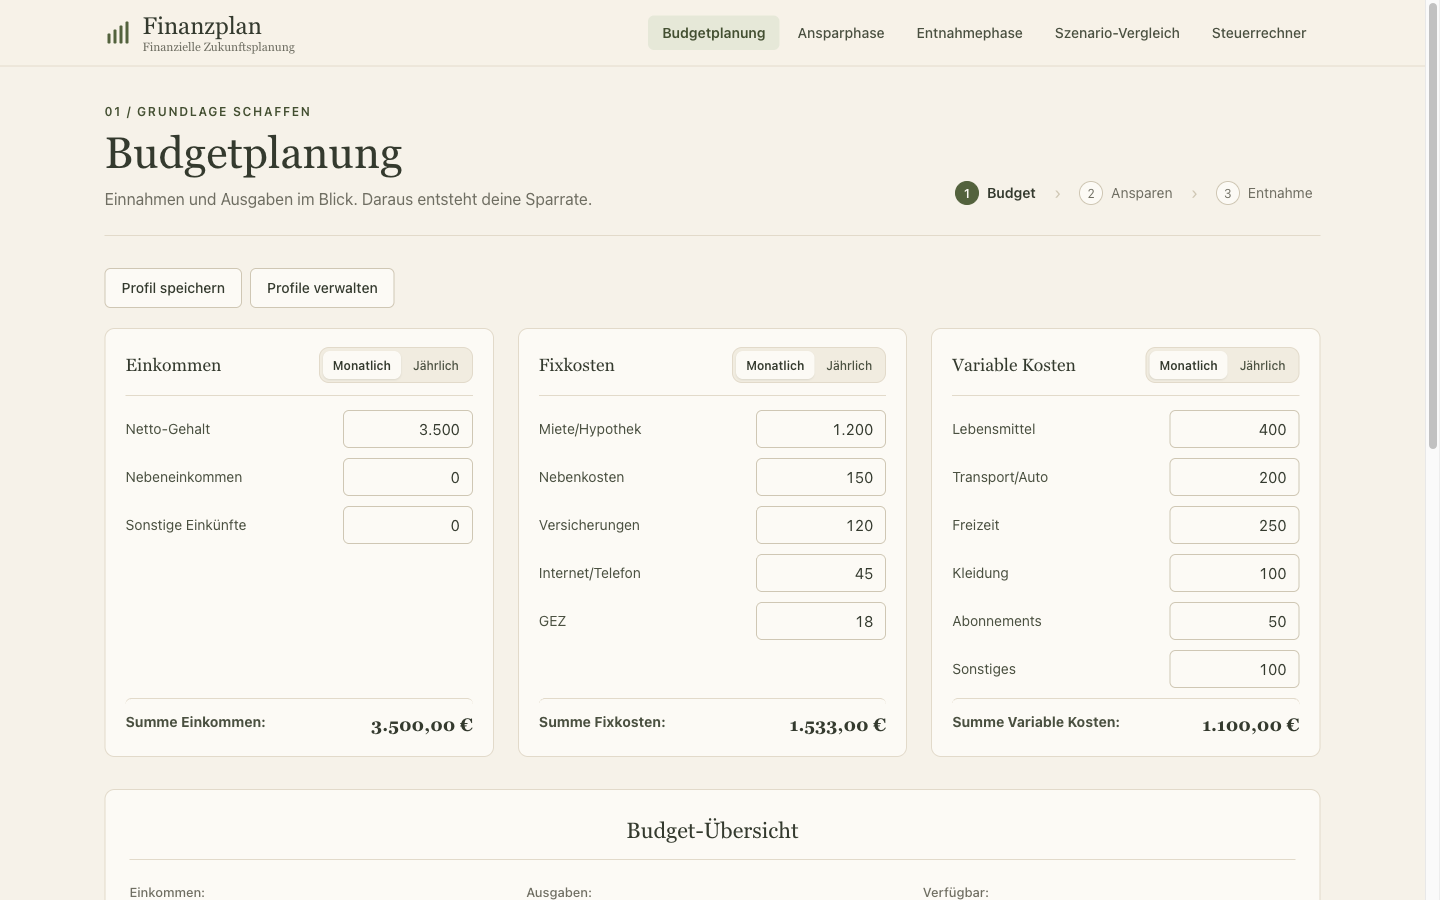 Finanzplan
Finanzielle Zukunftsplanung
Budgetplanung
Ansparphase
Entnahmephase
Szenario-Vergleich
Steuerrechner
01 / GRUNDLAGE SCHAFFEN
Budgetplanung
Einnahmen und Ausgaben im Blick. Daraus entsteht deine Sparrate.
1 Budget › 2 Ansparen › 3 Entnahme
Profil speichern
Profile verwalten
Einkommen
Monatlich Jährlich
Netto-Gehalt 3.500
Nebeneinkommen 0
Sonstige Einkünfte 0
Summe Einkommen: 3.500,00 €
Fixkosten
Monatlich Jährlich
Miete/Hypothek 1.200
Nebenkosten 150
Versicherungen 120
Internet/Telefon 45
GEZ 18
Summe Fixkosten: 1.533,00 €
Variable Kosten
Monatlich Jährlich
Lebensmittel 400
Transport/Auto 200
Freizeit 250
Kleidung 100
Abonnements 50
Sonstiges 100
Summe Variable Kosten: 1.100,00 €
Budget-Übersicht
Einkommen:
Ausgaben:
Verfügbar: